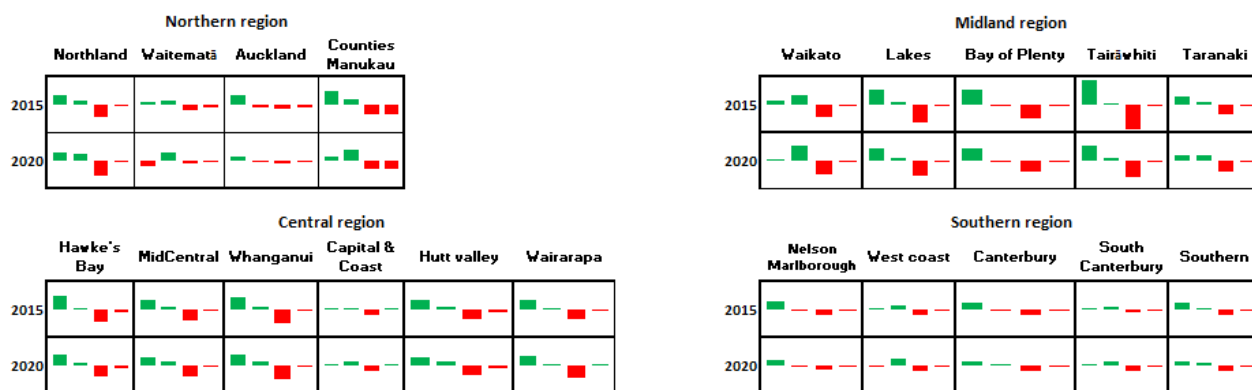 Northern region
Northland Waitematā Auckland Counties Manukau
2015
2020
Midland region
Waikato Lakes Bay of Plenty Tairāwhiti Taranaki
2015
2020
Central region
Hawke's Bay MidCentral Whanganui Capital & Coast Hutt valley Wairarapa
2015
2020
Southern region
Nelson Marlborough West coast Canterbury South Canterbury Southern
2015
2020